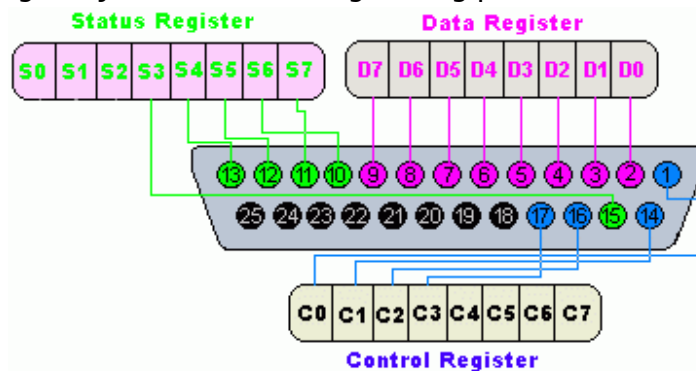 Status Register Data Register
S0 S1 S2 S3 S4 S5 S6 S7 D7 D6 D5 D4 D3 D2 D1 D0
13 12 11 10 9 8 7 6 5 4 3 2 1
25 24 23 22 21 20 19 18 17 16 15 14
C0 C1 C2 C3 C4 C5 C6 C7
Control Register